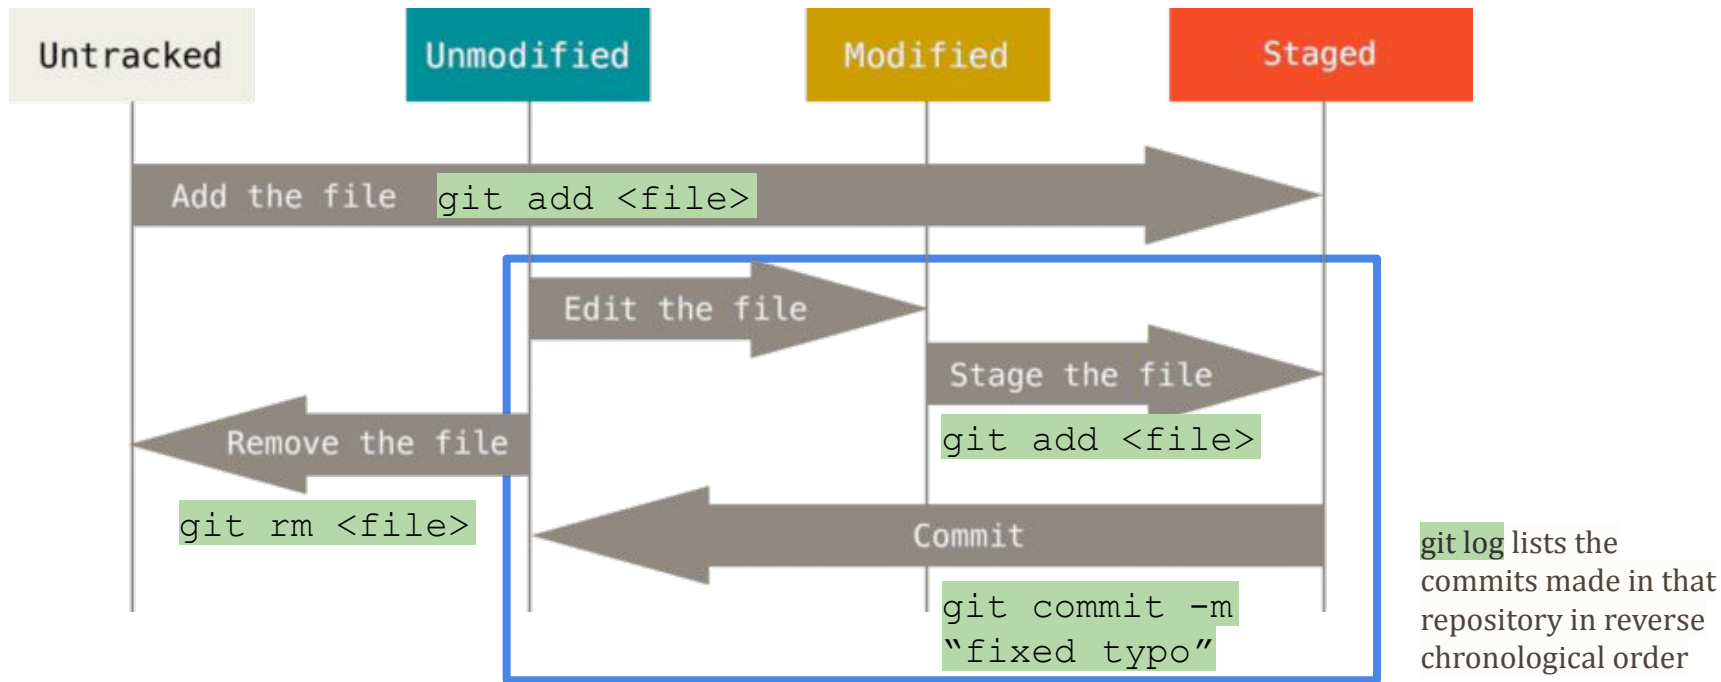 Untracked
Unmodified
Modified
Staged
Add the file
git add <file>
Edit the file
Stage the file
git add <file>
Remove the file
git rm <file>
Commit
git commit -m
“fixed typo”
git log lists the
commits made in that
repository in reverse
chronological order